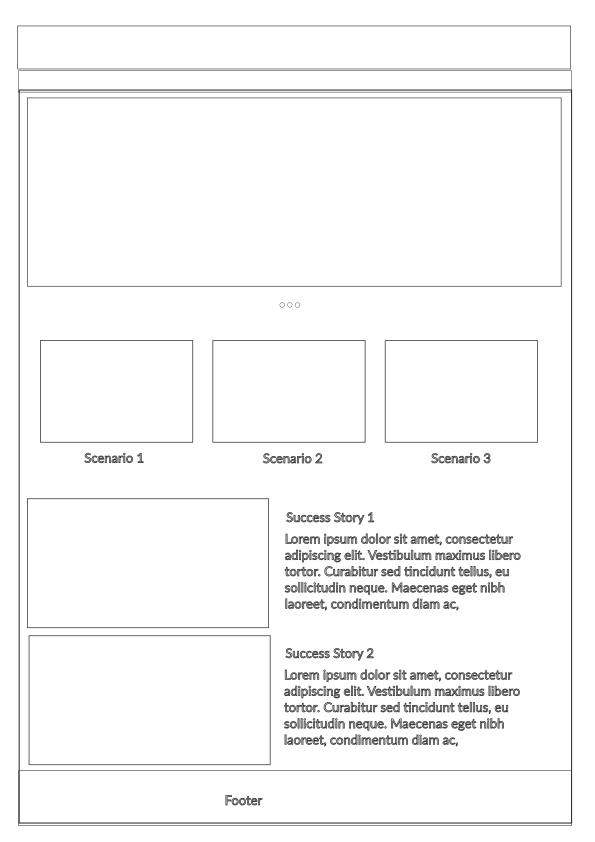 Scenario 1
Scenario 2
Scenario 3
Success Story 1
Lorem ipsum dolor sit amet, consectetur
adipiscing elit. Vestibulum maximus libero
tortor. Curabitur sed tincidunt tellus, eu
sollicitudin neque. Maecenas eget nibh
laoreet, condimentum diam ac,
Success Story 2
Lorem ipsum dolor sit amet, consectetur
adipiscing elit. Vestibulum maximus libero
tortor. Curabitur sed tincidunt tellus, eu
sollicitudin neque. Maecenas eget nibh
laoreet, condimentum diam ac,
Footer